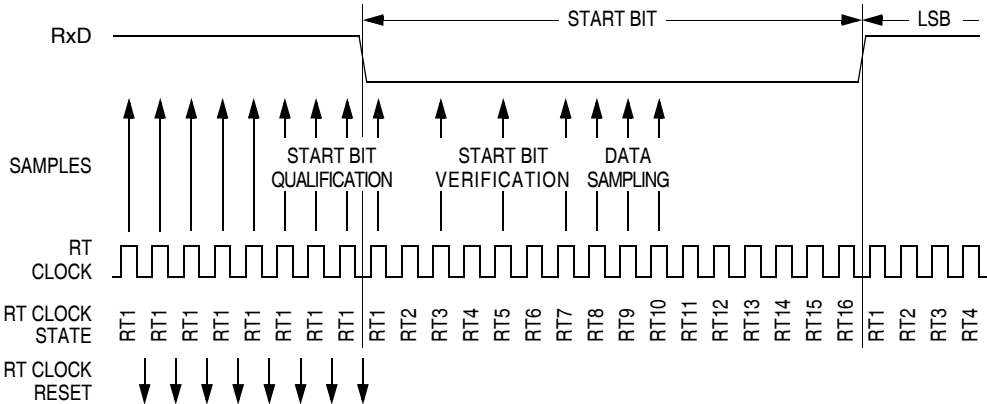 START BIT
LSB
RxD
SAMPLES
START BIT
QUALIFICATION
START BIT
VERIFICATION
DATA
SAMPLING
RT
CLOCK
RT CLOCK
STATE
RT1 RT1 RT1 RT1 RT1 RT1 RT1 RT1 RT1 RT2 RT3 RT4 RT5 RT6 RT7 RT8 RT9 RT10 RT11 RT12 RT13 RT14 RT15 RT16 RT1 RT2 RT3 RT4
RT CLOCK
RESET